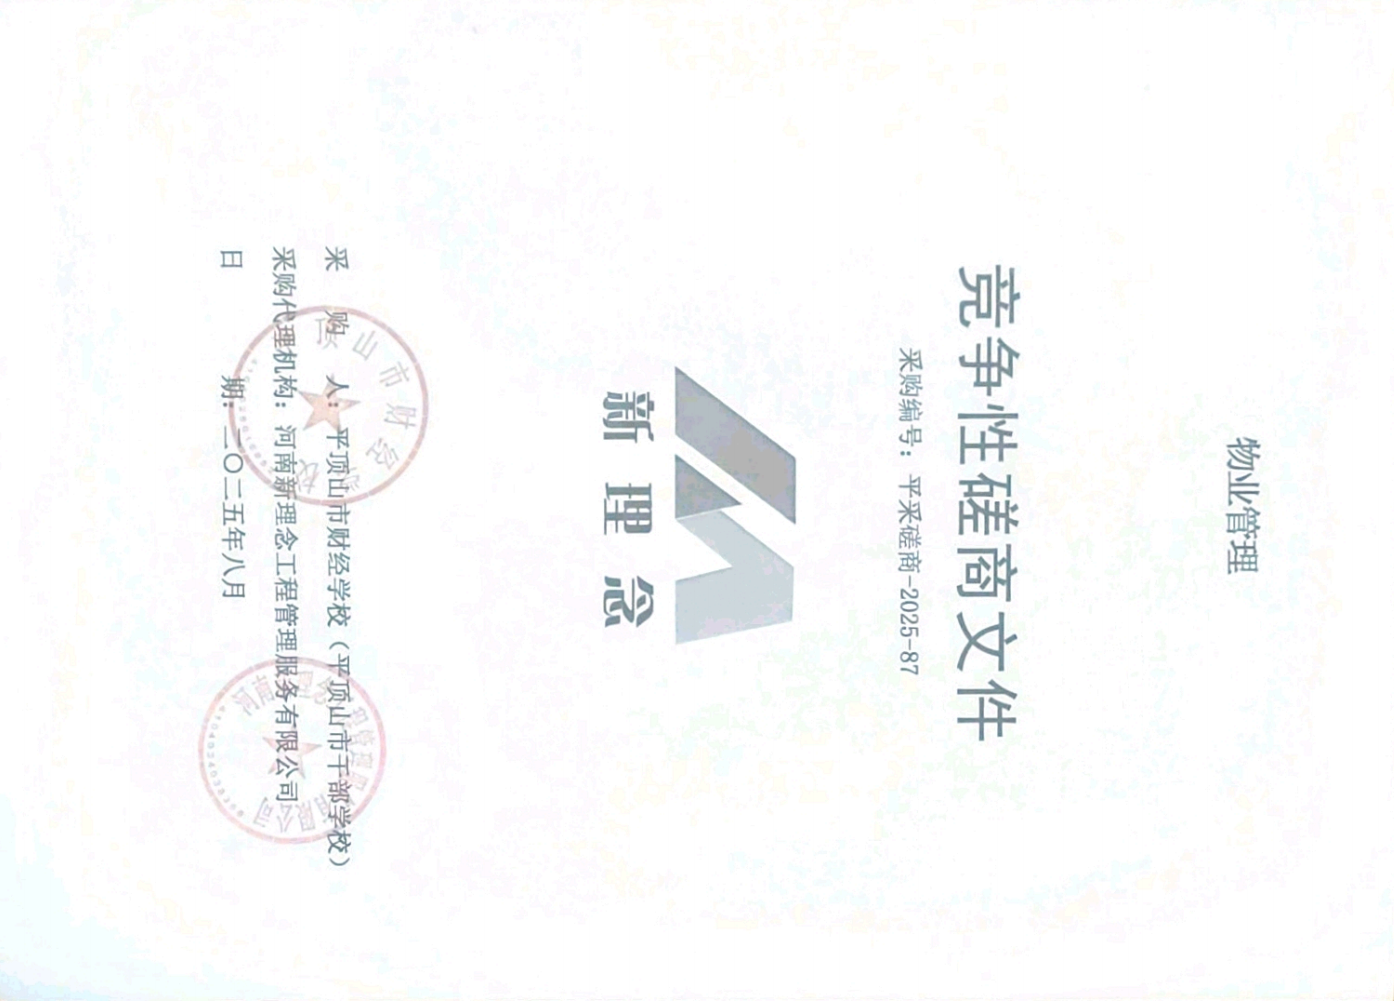 物业管理
竞争性磋商文件
采购编号：平采磋商-2025-87
新理念
采 购 人：平顶山市财经学校（平顶山市干部学校）
采购代理机构：河南新理念工程管理服务有限公司
日 期：二〇二五年八月